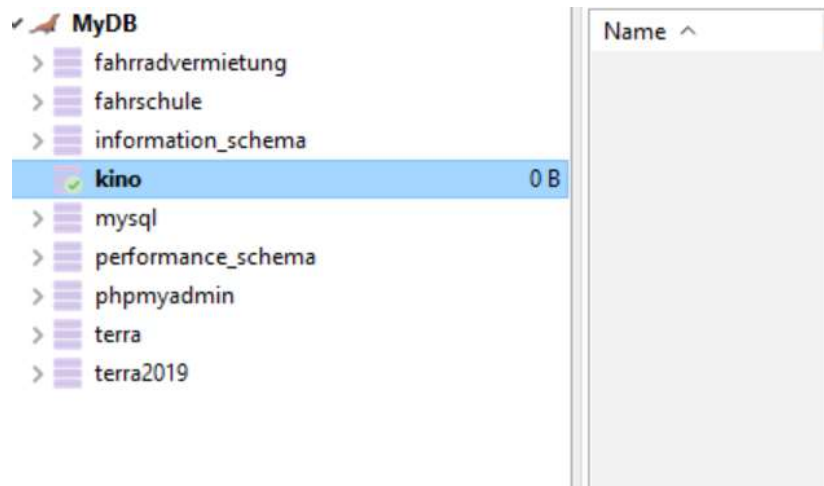 MyDB
fahrradvermietung
fahrschule
information_schema
kino 0 B
mysql
performance_schema
phpmyadmin
terra
terra2019
Name